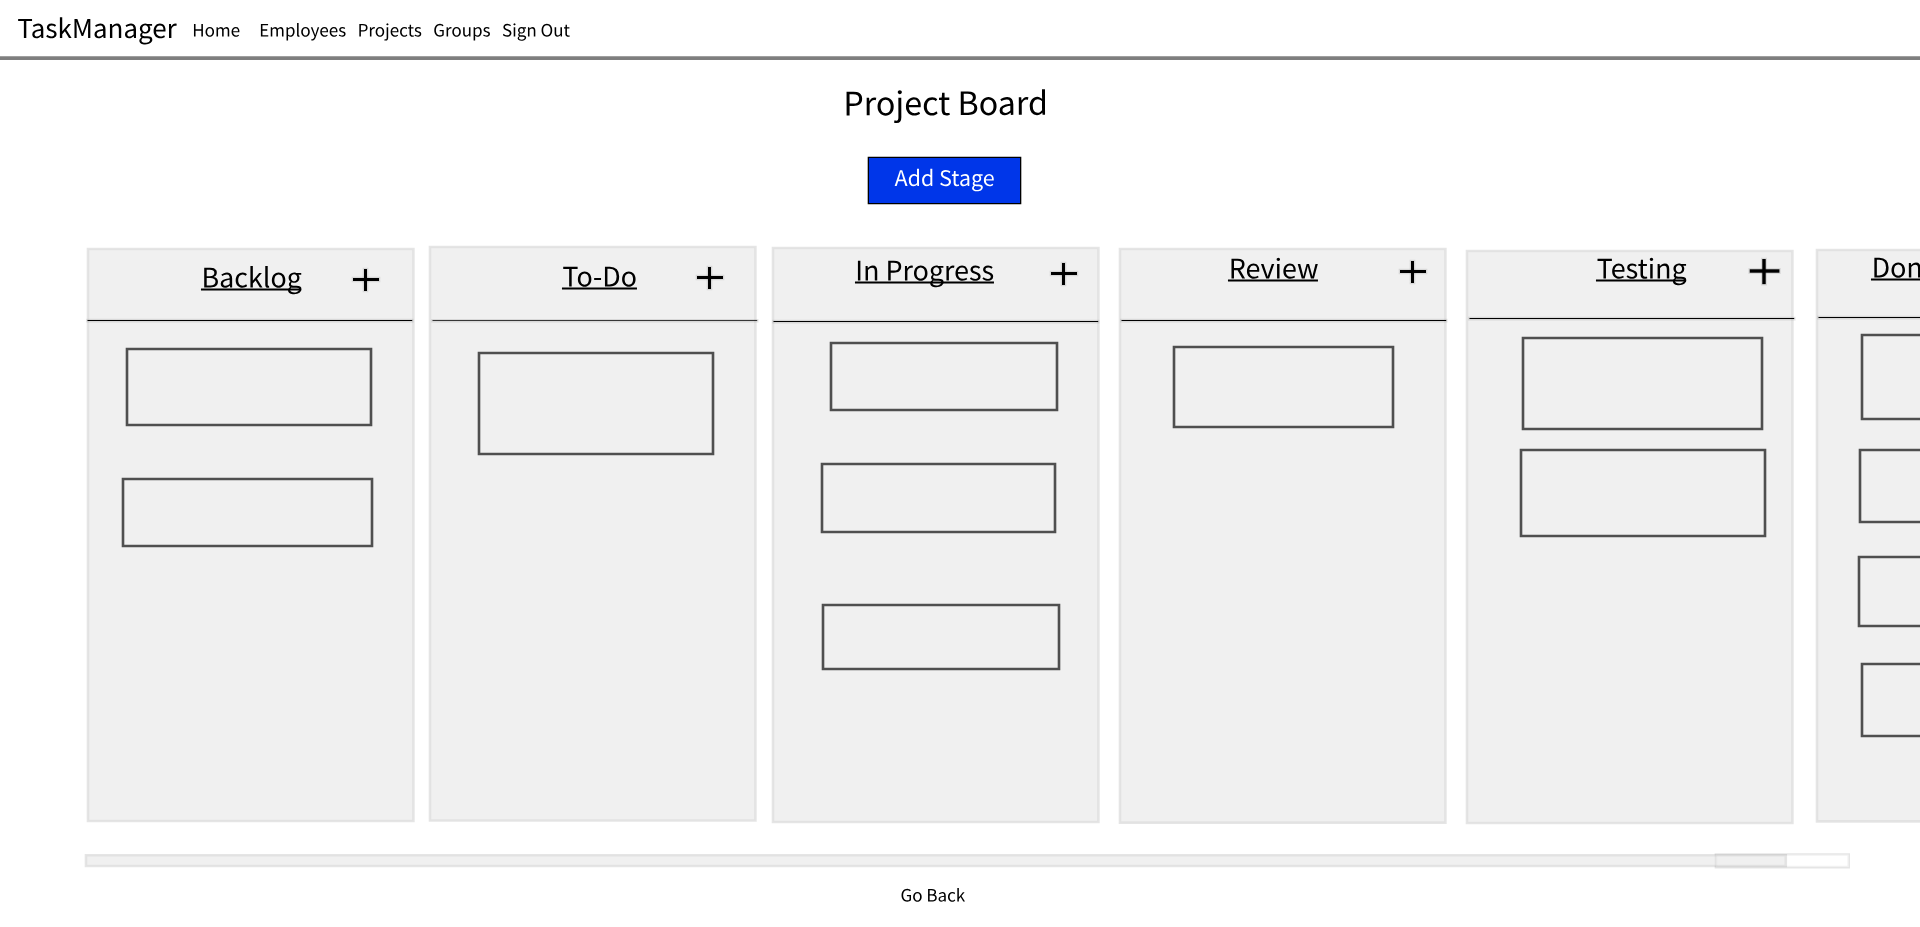 TaskManager Home Employees Projects Groups Sign Out
Project Board
Add Stage
Backlog +
To-Do +
In Progress +
Review +
Testing +
Don
Go Back